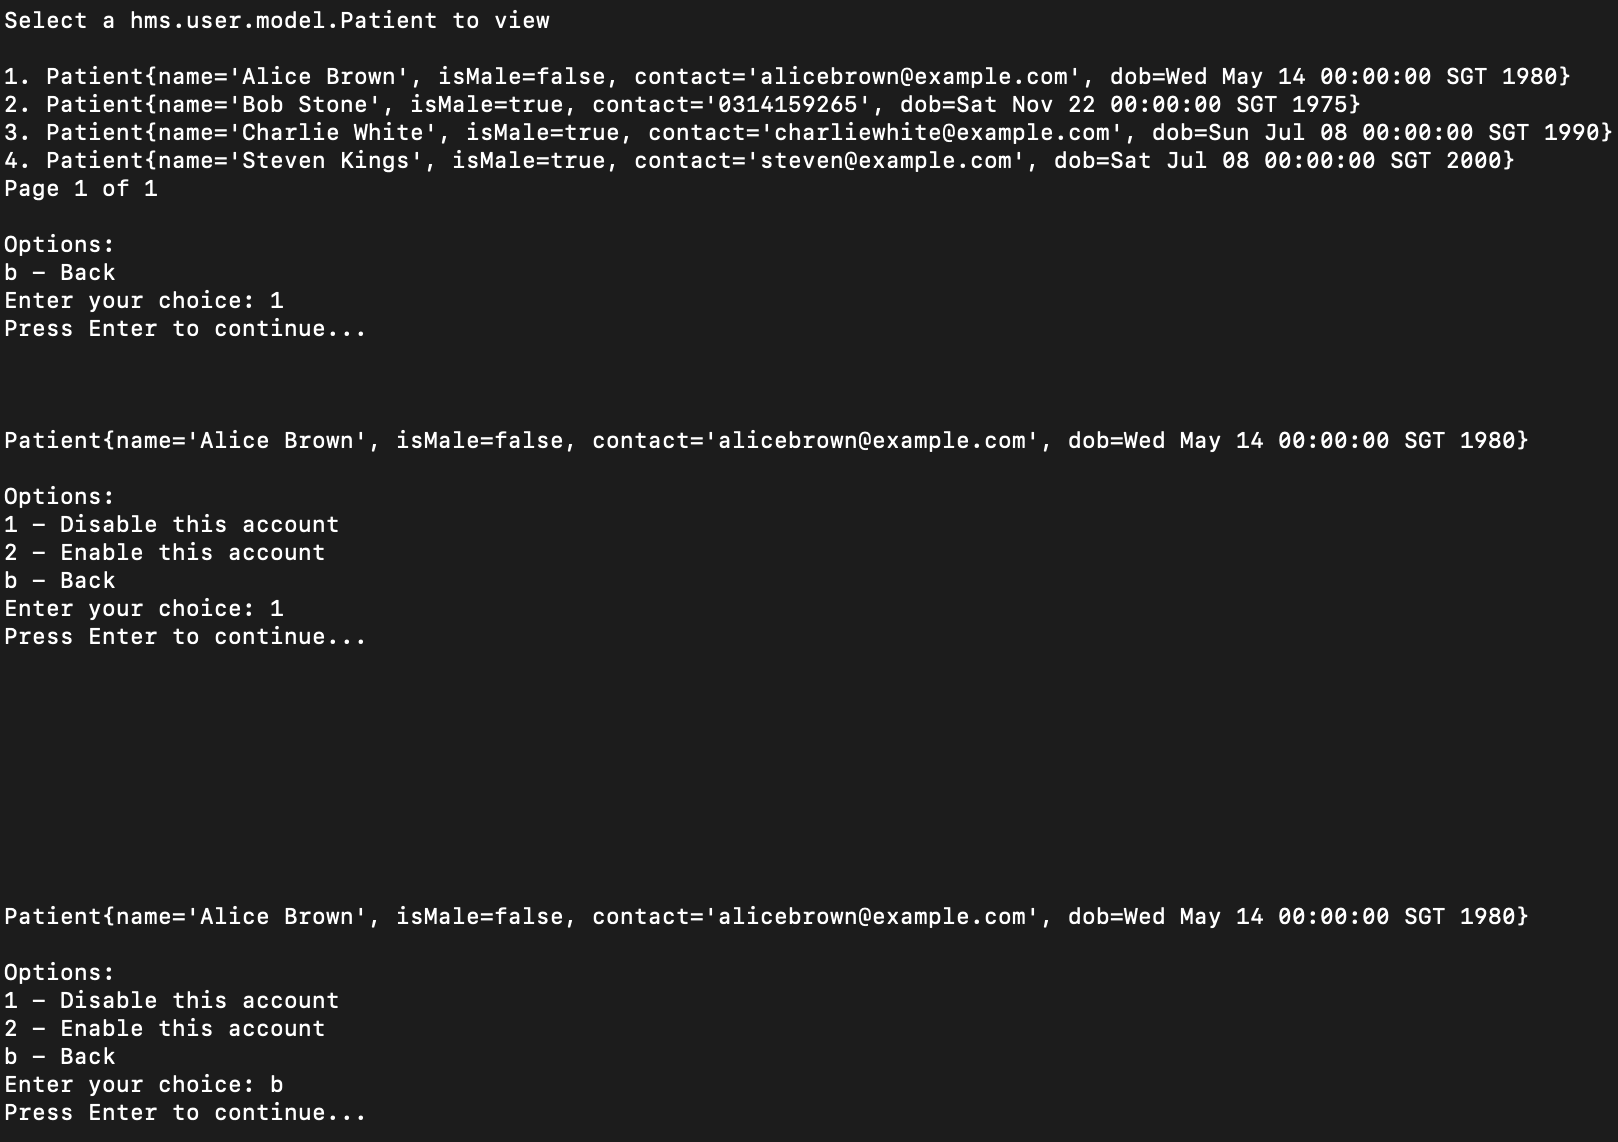 Select a hms.user.model.Patient to view
1. Patient{name='Alice Brown', isMale=false, contact='alicebrown@example.com', dob=Wed May 14 00:00:00 SGT 1980}
2. Patient{name='Bob Stone', isMale=true, contact='0314159265', dob=Sat Nov 22 00:00:00 SGT 1975}
3. Patient{name='Charlie White', isMale=true, contact='charliewhite@example.com', dob=Sun Jul 08 00:00:00 SGT 1990}
4. Patient{name='Steven Kings', isMale=true, contact='steven@example.com', dob=Sat Jul 08 00:00:00 SGT 2000}
Page 1 of 1
Options:
b – Back
Enter your choice: 1
Press Enter to continue...
Patient{name='Alice Brown', isMale=false, contact='alicebrown@example.com', dob=Wed May 14 00:00:00 SGT 1980}
Options:
1 – Disable this account
2 – Enable this account
b – Back
Enter your choice: 1
Press Enter to continue...
Patient{name='Alice Brown', isMale=false, contact='alicebrown@example.com', dob=Wed May 14 00:00:00 SGT 1980}
Options:
1 – Disable this account
2 – Enable this account
b – Back
Enter your choice: b
Press Enter to continue...